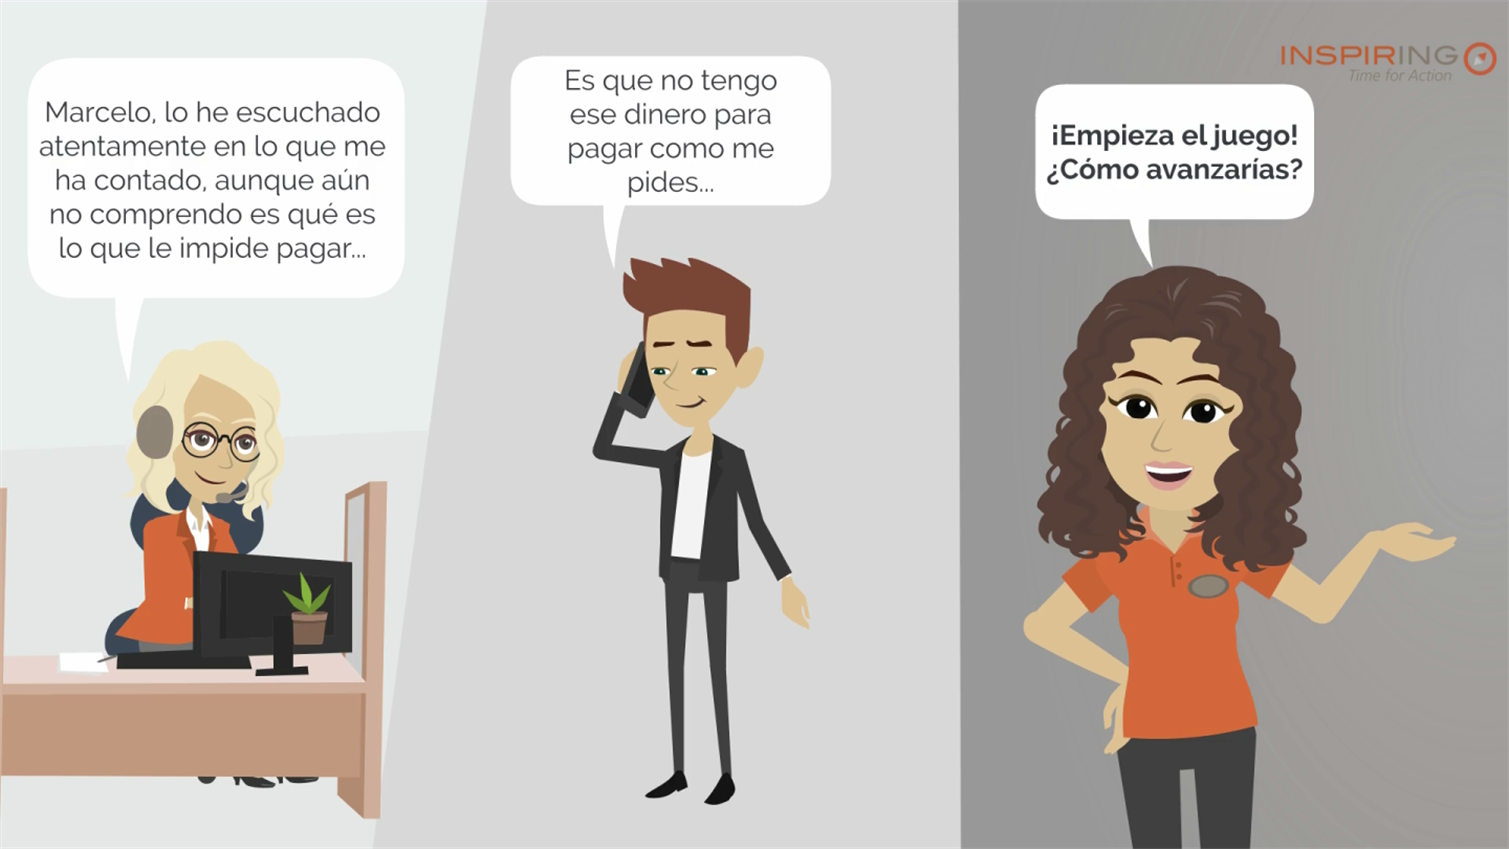 Marcelo, lo he escuchado
atentamente en lo que me
ha contado, aunque aún
no comprendo es qué es
lo que le impide pagar...
Es que no tengo
ese dinero para
pagar como me
pides...
INSPIRING
Time for Action
¡Empieza el juego!
¿Cómo avanzarías?